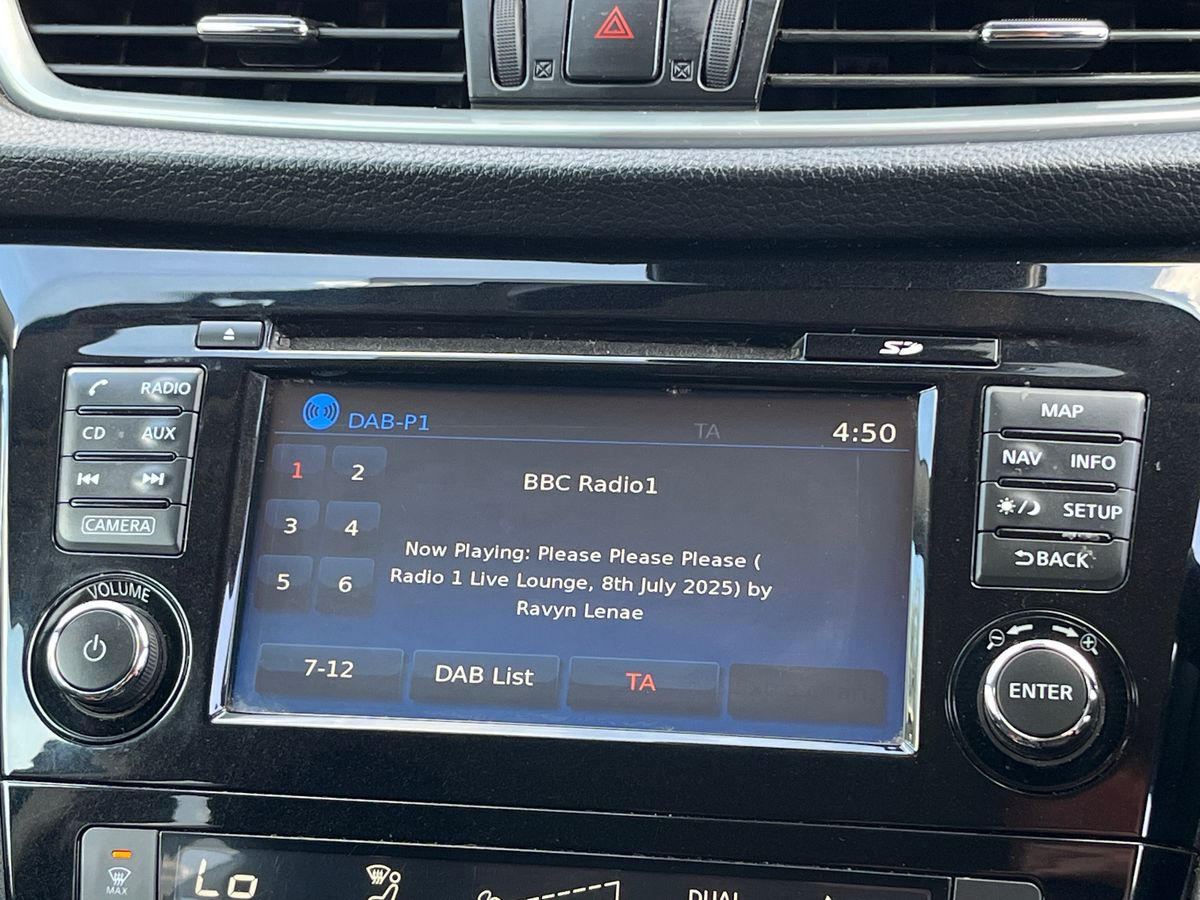 SD
RADIO
CD AUX
CAMERA
VOLUME
DAB-P1
TA
4:50
1 2
3 4
5 6
BBC Radio1
Now Playing: Please Please Please (
Radio 1 Live Lounge, 8th July 2025) by
Ravyn Lenae
7-12
DAB List
TA
MAP
NAV INFO
SETUP
BACK
ENTER
MAX
Lo
DUAL